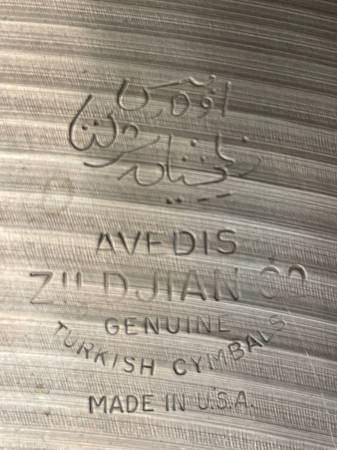 AVEDIS
ZILDJIAN CO
GENUINE
TURKISH CYMBALS
MADE IN U.S.A.